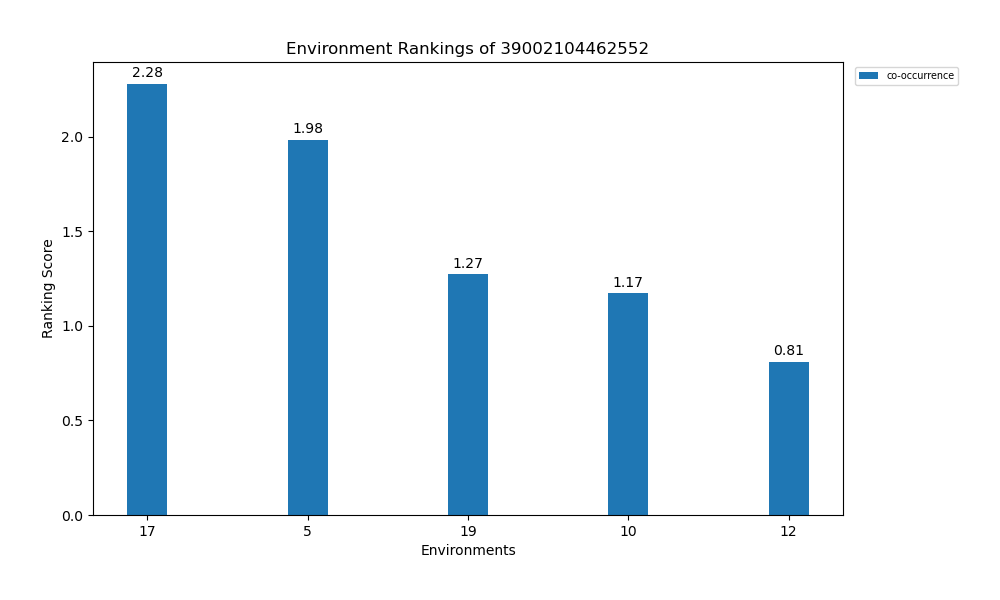 Environment Rankings of 39002104462552
co-occurrence
2.28
1.98
1.27
1.17
0.81
2.0
1.5
1.0
0.5
0.0
Ranking Score
17 5 19 10 12
Environments